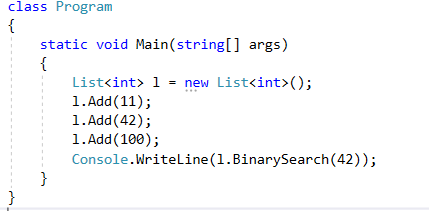 class Program
{
    static void Main(string[] args)
    {
        List<int> l = new List<int>();
        l.Add(11);
        l.Add(42);
        l.Add(100);
        Console.WriteLine(l.BinarySearch(42));
    }
}